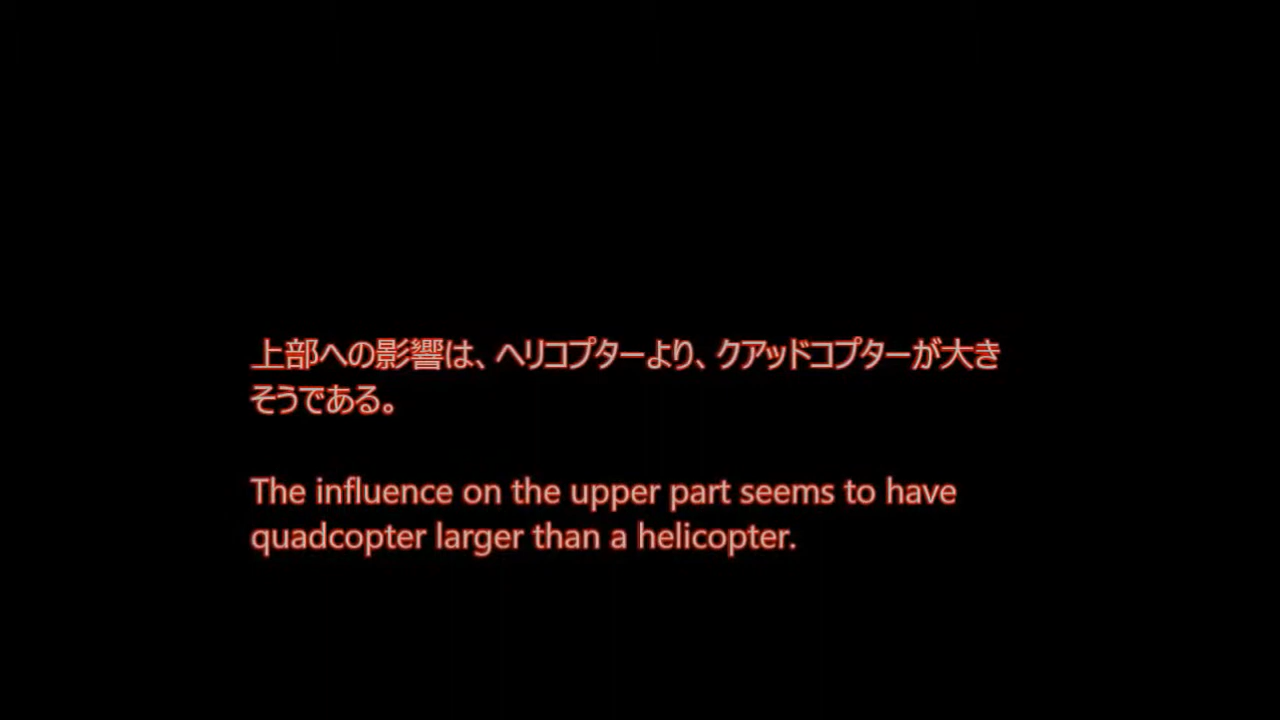 上部への影響は、ヘリコプターより、クアッドコプターが大き
そうである。
The influence on the upper part seems to have
quadcopter larger than a helicopter.